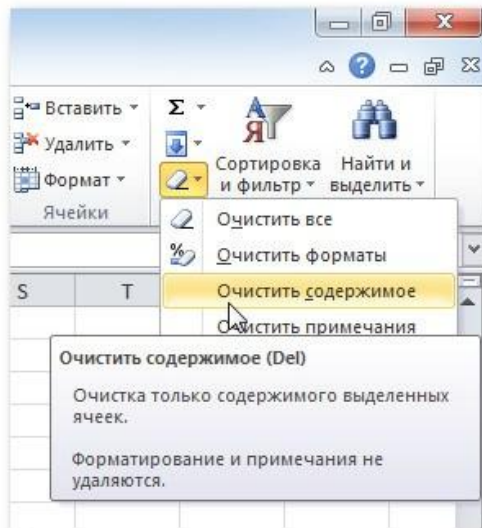 Вставить
Σ
Удалить
Формат
Сортировка и фильтр
Найти и выделить
Ячейки
Очистить все
Очистить форматы
S T
Очистить содержимое
Очистить примечания
Очистить содержимое (Del)
Очистка только содержимого выделенных
ячеек.
Форматирование и примечания не
удаляются.